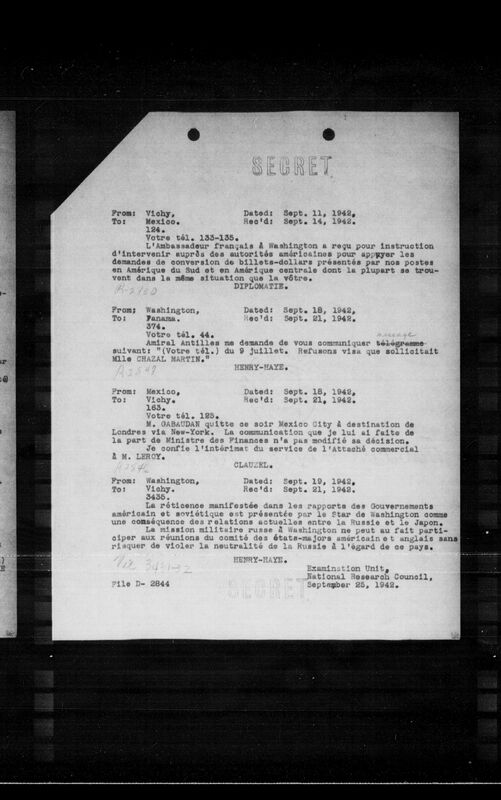 SECRET
From: Vichy, Dated: Sept. 11, 1942.
To: Mexico. Rec'd: Sept. 14, 1942.
124.
Votre tél. 133-135.
L'Ambassadeur français à Washington a reçu pour instruction
d'intervenir auprès des autorités américaines pour appuyer les
demandes de conversion de billets-dollars présentés par nos postes
en Amérique du Sud et en Amérique centrale dont la plupart se trou-
vent dans la même situation que la vôtre.
DIPLOMATIE.
From: Washington, Dated: Sept. 18, 1942.
To: Panama. Rec'd: Sept. 21, 1942.
374.
Votre tél. 44.
message
Amiral Antilles me demande de vous communiquer télégramme
suivant: "(Votre tél.) du 9 juillet. Refusons visa que sollicitait
Mlle CHAZAL MARTIN."
HENRY-HAYE.
From: Mexico, Dated: Sept. 18, 1942.
To: Vichy. Rec'd: Sept. 21, 1942.
163.
Votre tél. 125.
M. GABAUDAN quitte ce soir Mexico City à destination de
Londres via New-York. La communication que je lui ai faite de
la part de Ministre des Finances n'a pas modifié sa décision.
Je confie l'intérimat du service de l'Attaché commercial
à M. LEROY.
CLAUZEL.
From: Washington, Dated: Sept. 19, 1942.
To: Vichy. Rec'd: Sept. 21, 1942.
3435.
La réticence manifestée dans les rapports des Gouvernements
américain et soviétique est présentée par le Star de Washington comme
une conséquence des relations actuelles entre la Russie et le Japon.
La mission militaire russe à Washington ne peut au fait parti-
ciper aux réunions du comité des états-majors américain et anglais sans
risquer de violer la neutralité de la Russie à l'égard de ce pays.
HENRY-HAYE.
Examination Unit,
National Research Council,
File D- 2844 September 25, 1942.
SECRET